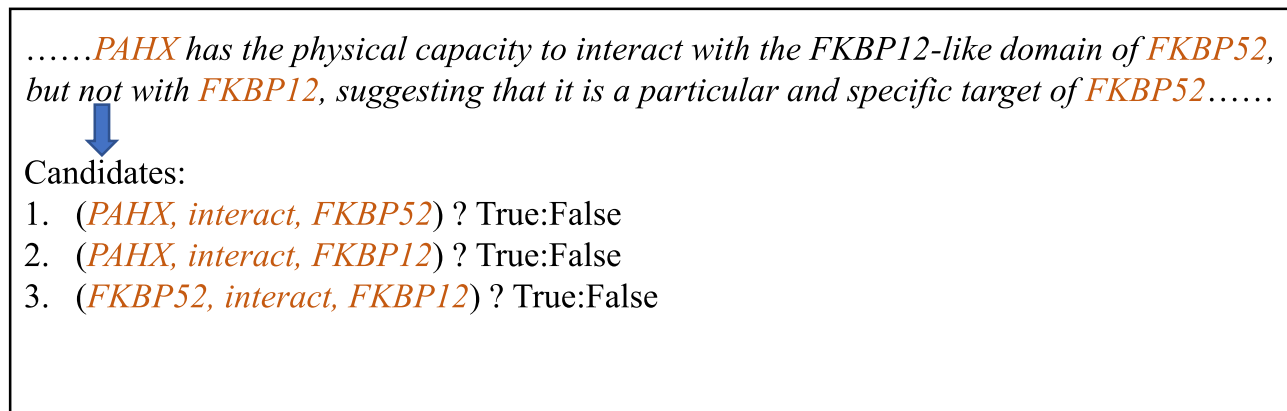 ......PAHX has the physical capacity to interact with the FKBP12-like domain of FKBP52,
but not with FKBP12, suggesting that it is a particular and specific target of FKBP52......
Candidates:
1. (PAHX, interact, FKBP52) ? True:False
2. (PAHX, interact, FKBP12) ? True:False
3. (FKBP52, interact, FKBP12) ? True:False